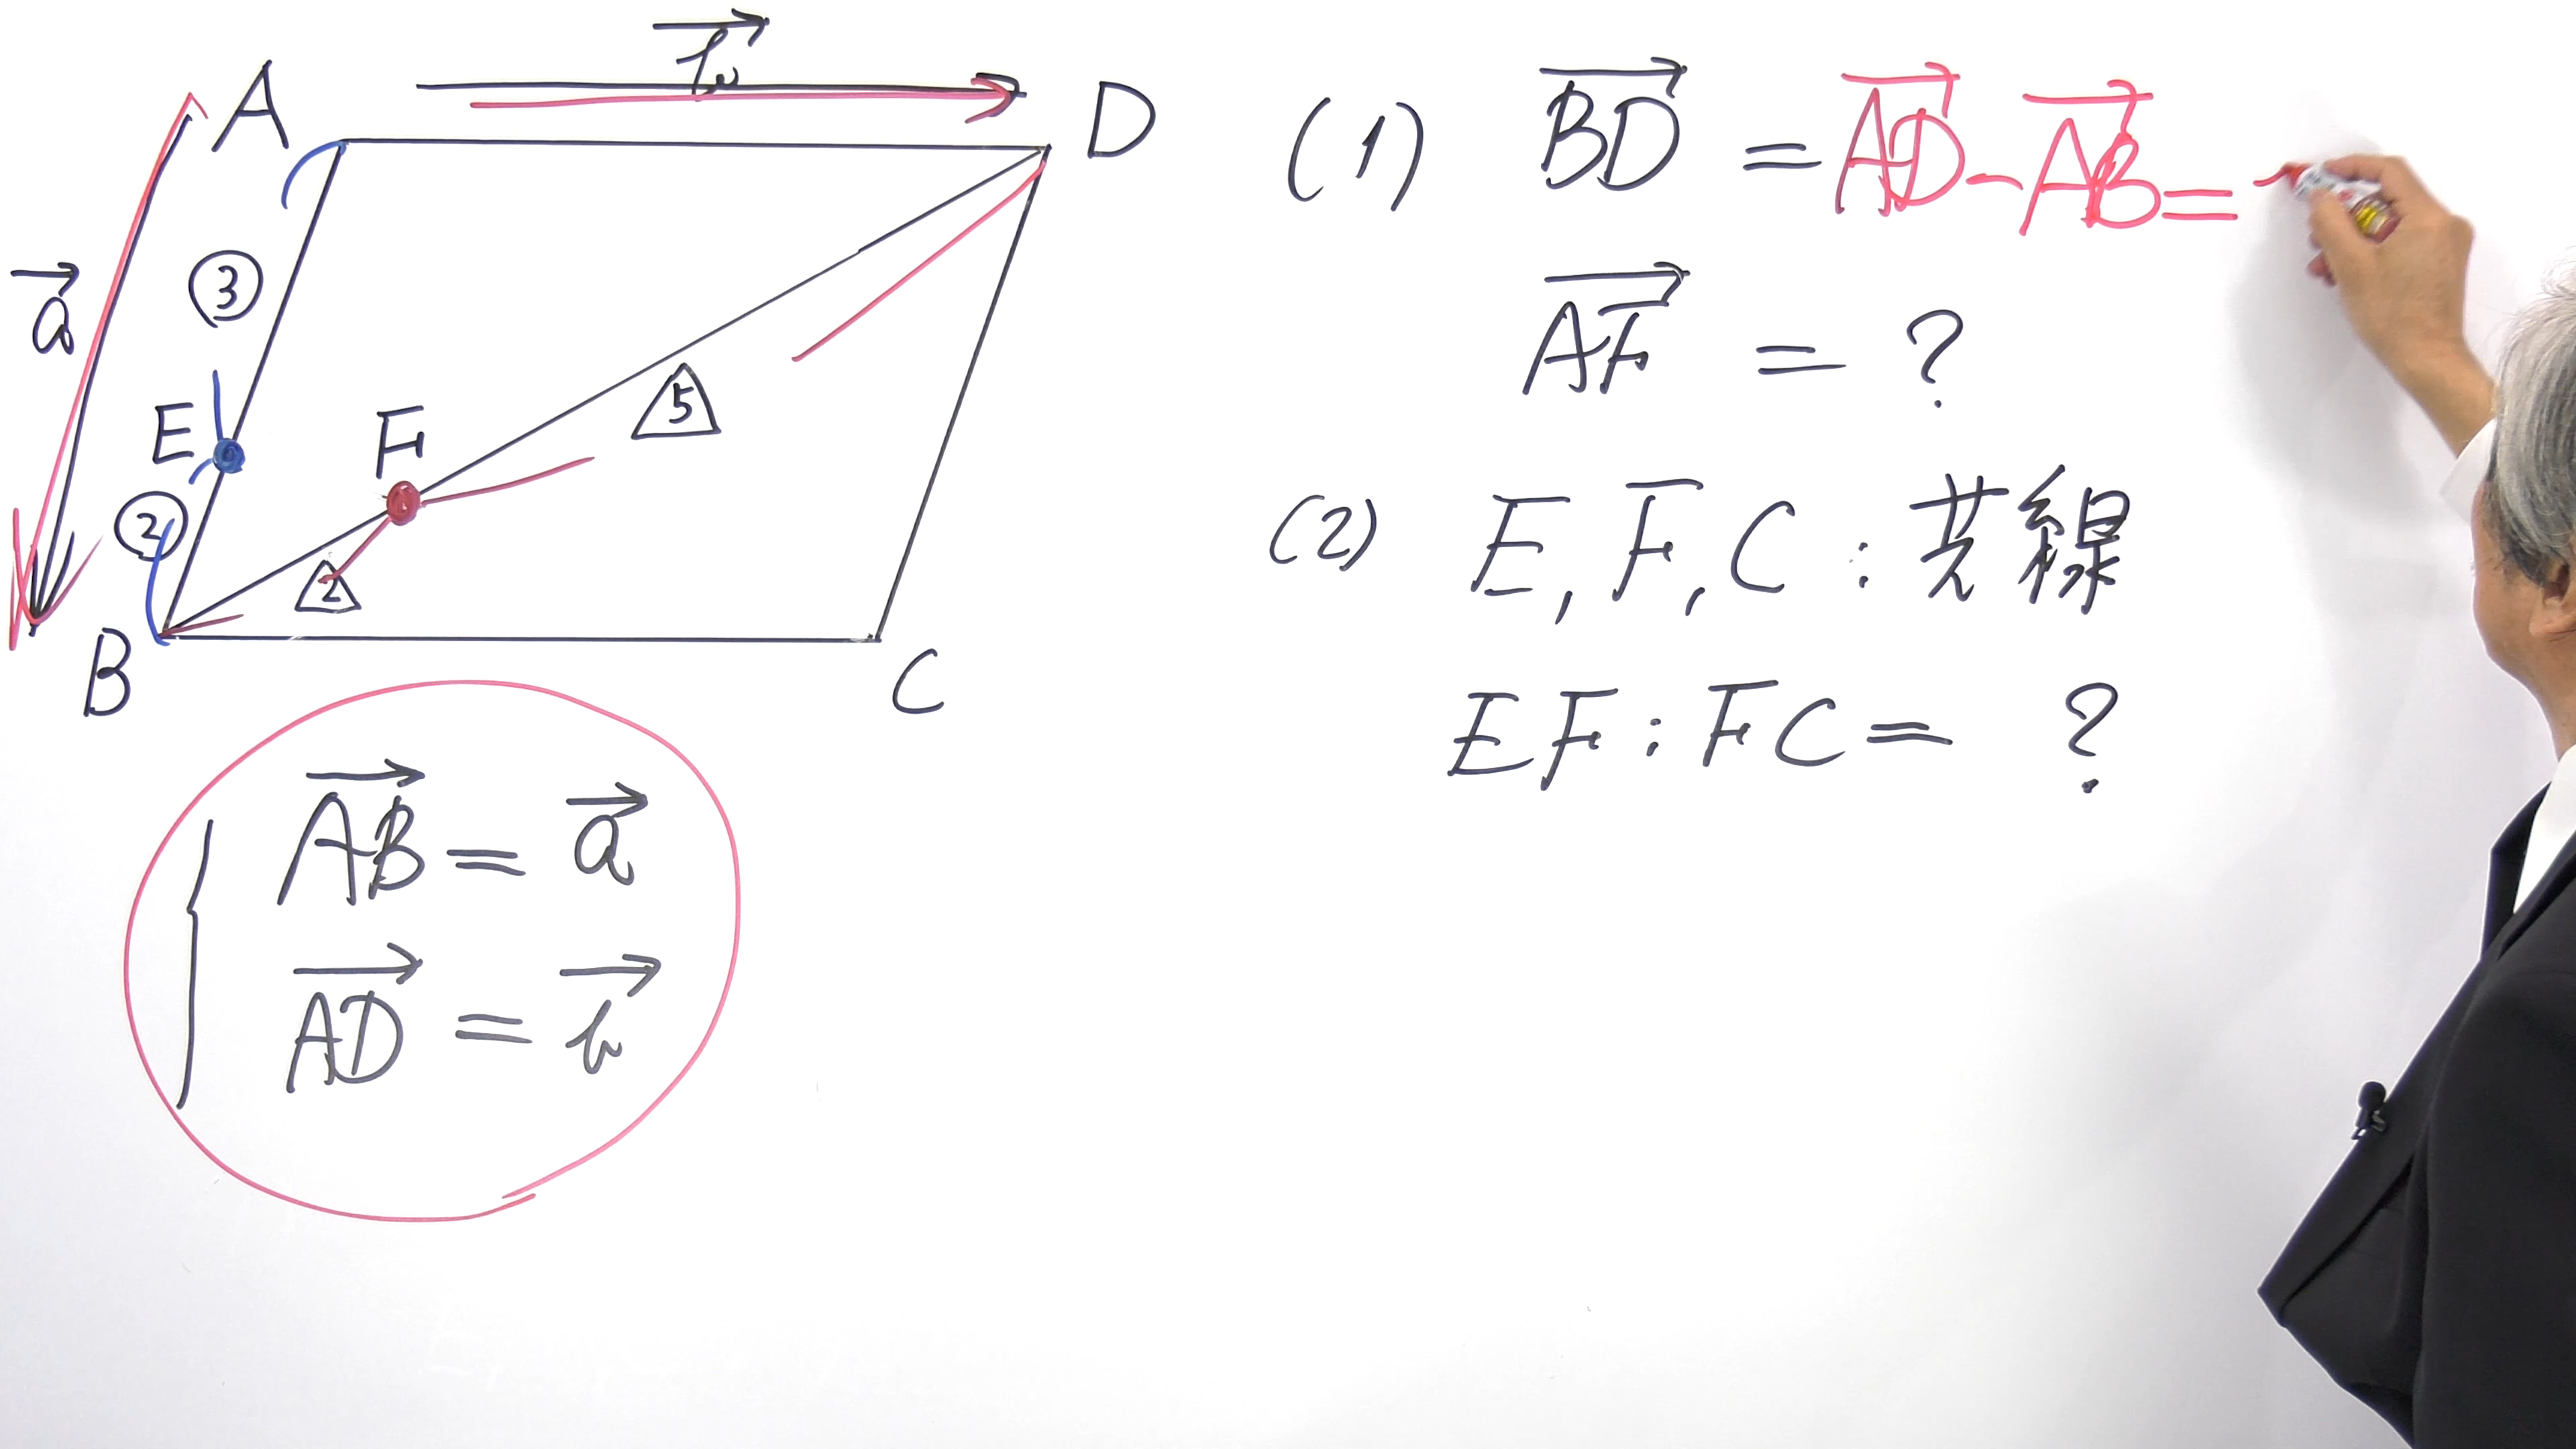 b⃗
A
D
a⃗
③
E
F
5
②
2
B
C
AB⃗ = a⃗
AD⃗ = b⃗
(1) BD⃗ = AD⃗ - AB⃗ = -
AF⃗ = ?
(2) E, F, C : 共線
EF : FC = ?